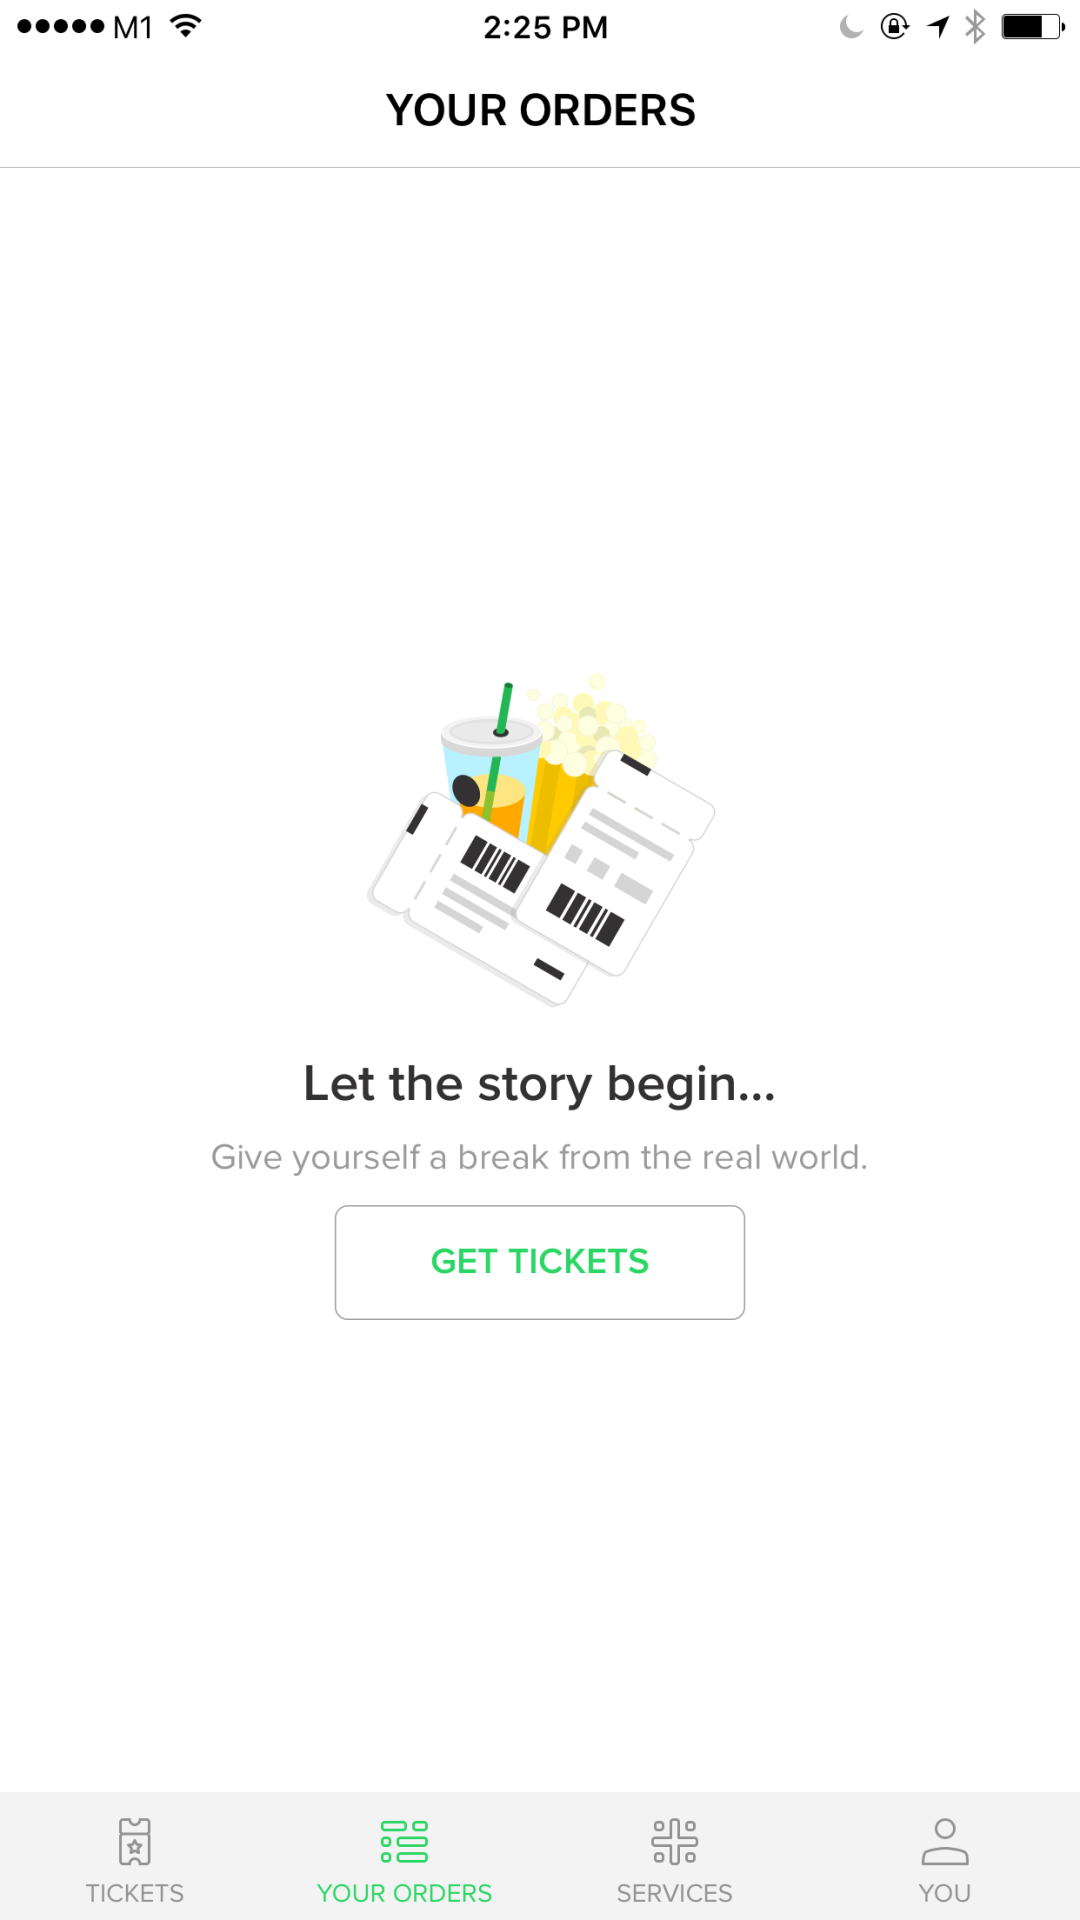 M1 2:25 PM
YOUR ORDERS
Let the story begin...
Give yourself a break from the real world.
GET TICKETS
TICKETS YOUR ORDERS SERVICES YOU